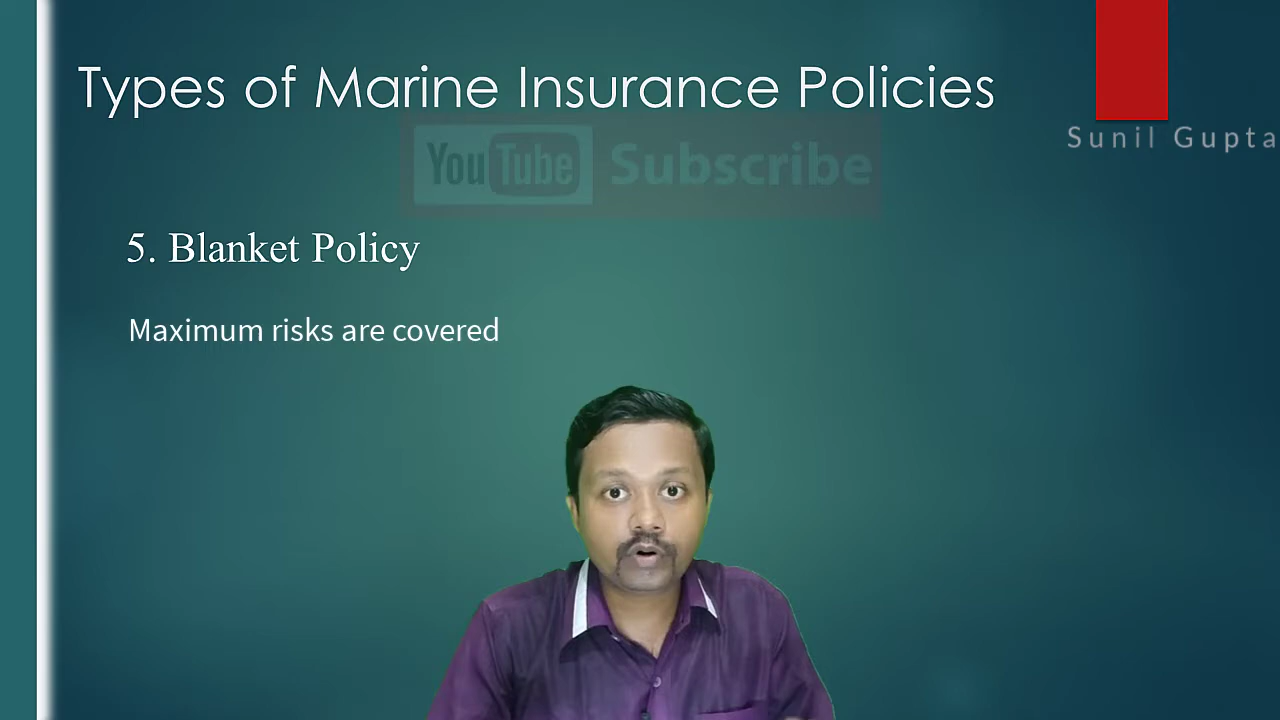 Types of Marine Insurance Policies
Sunil Gupta
YouTube Subscribe
5. Blanket Policy
Maximum risks are covered